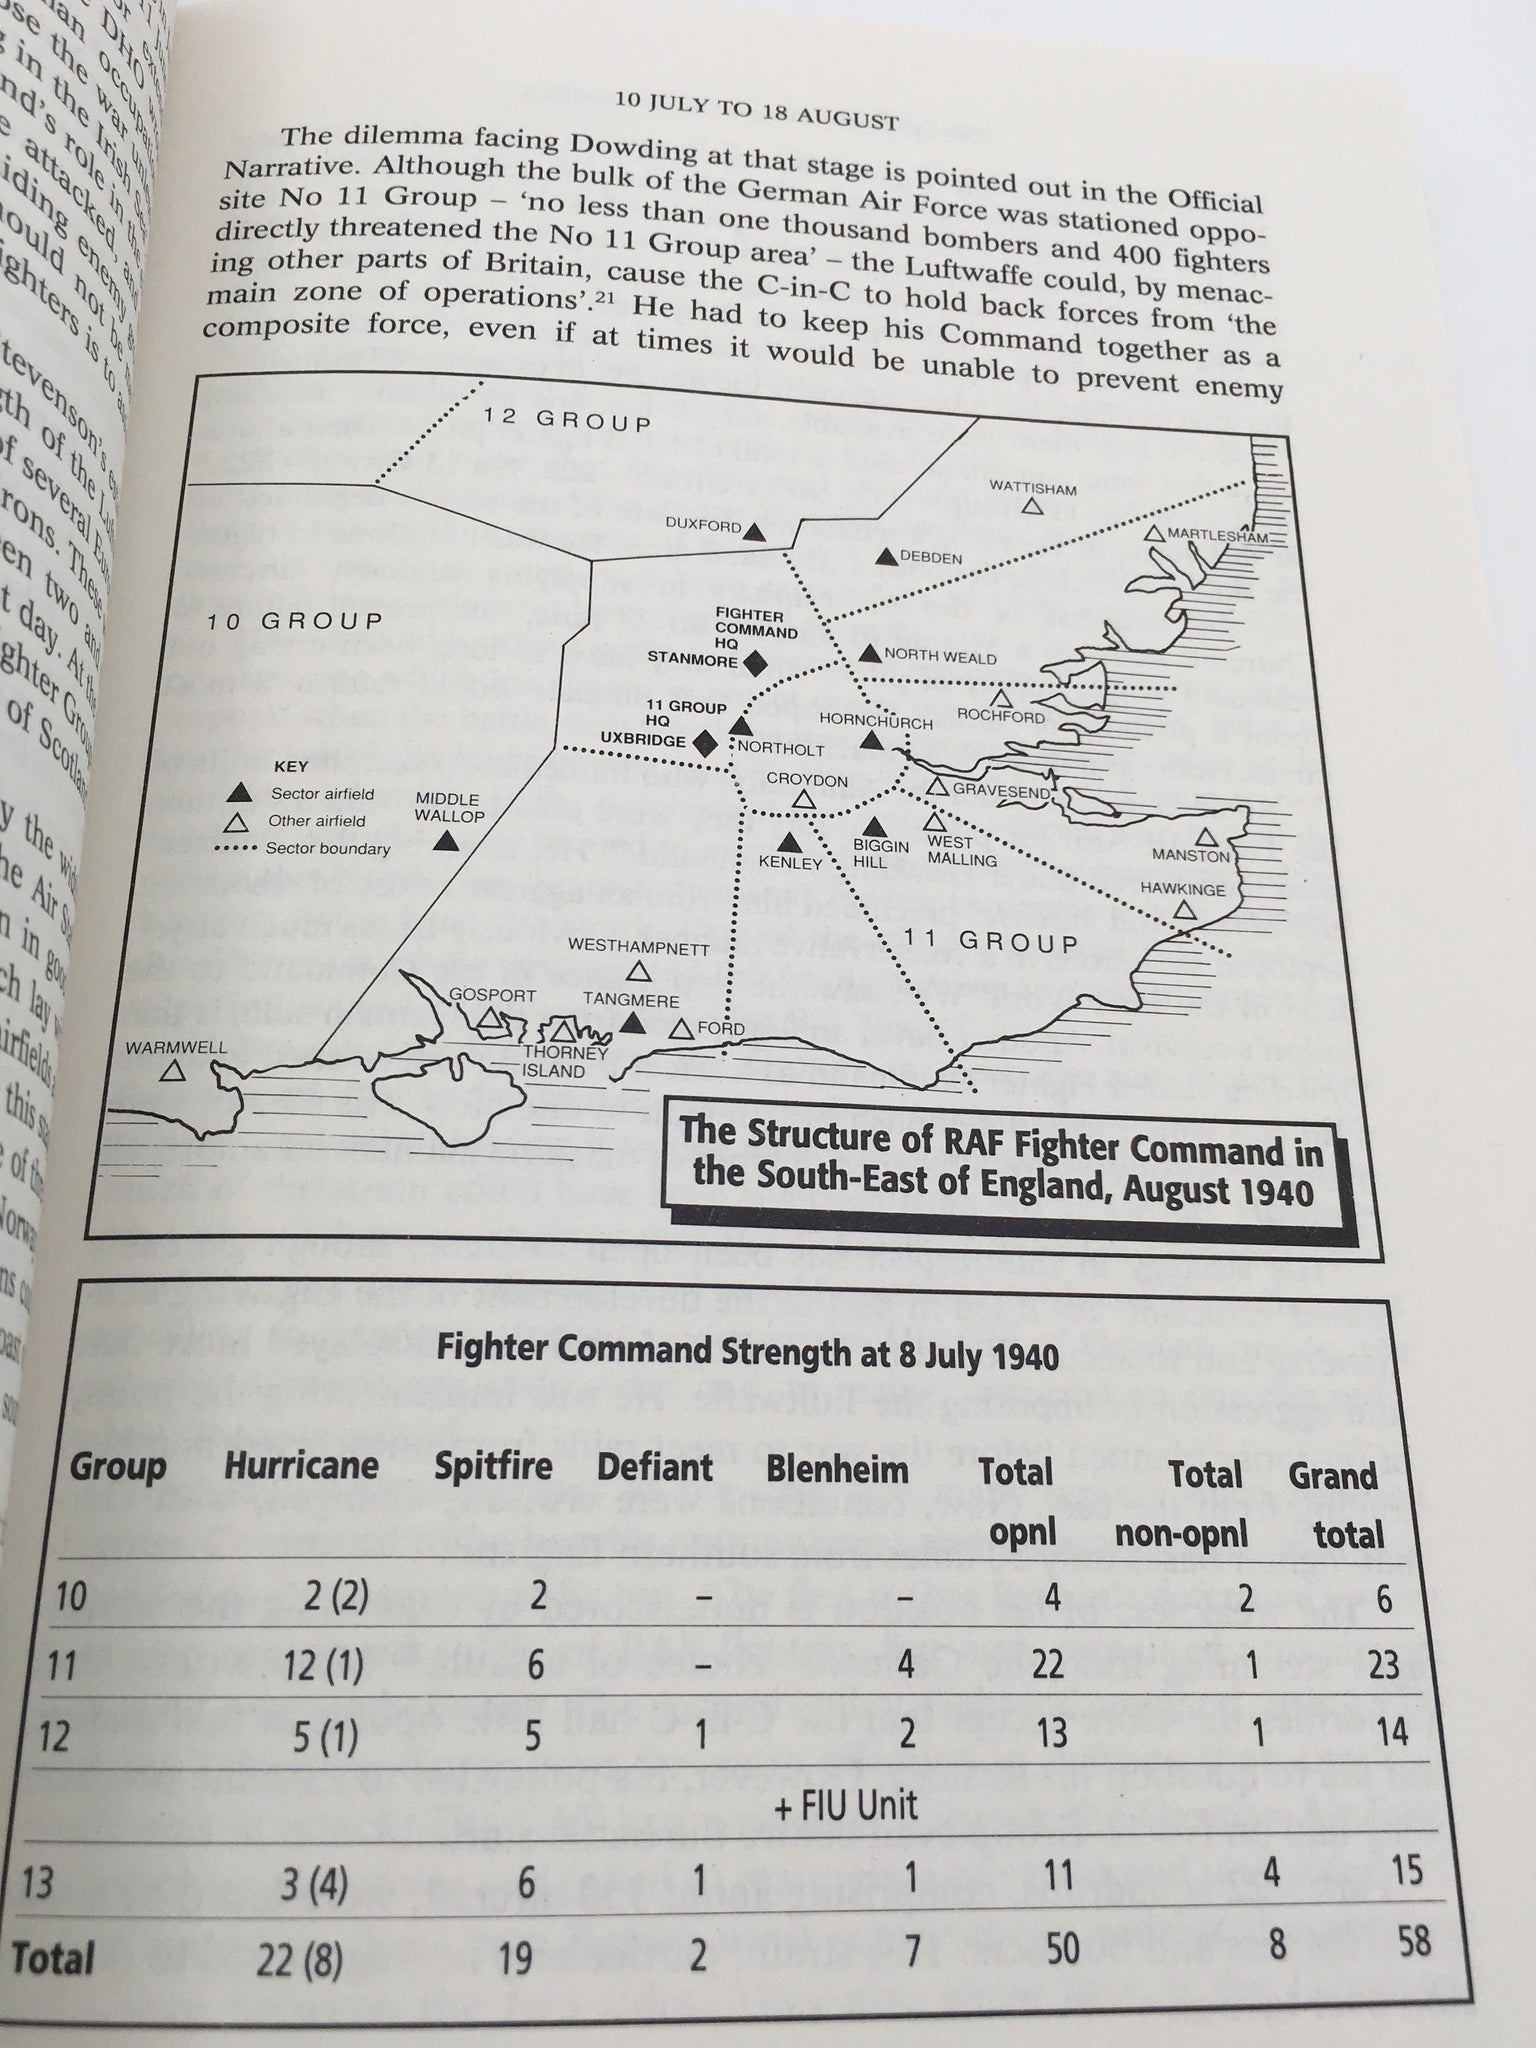 10 JULY TO 18 AUGUST
The dilemma facing Dowding at that stage is pointed out in the Official
Narrative. Although the bulk of the German Air Force was stationed oppo-
site No 11 Group – ‘no less than one thousand bombers and 400 fighters
directly threatened the No 11 Group area’ – the Luftwaffe could, by menac-
ing other parts of Britain, cause the C-in-C to hold back forces from ‘the
main zone of operations’.21 He had to keep his Command together as a
composite force, even if at times it would be unable to prevent enemy
12 GROUP
WATTISHAM
DUXFORD
MARTLESHAM
DEBDEN
10 GROUP
FIGHTER
COMMAND
HQ
STANMORE
NORTH WEALD
11 GROUP
HQ
UXBRIDGE
NORTHOLT
HORNCHURCH
ROCHFORD
KEY
Sector airfield
Other airfield
Sector boundary
MIDDLE
WALLOP
CROYDON
GRAVESEND
KENLEY
BIGGIN
HILL
WEST
MALLING
MANSTON
HAWKINGE
11 GROUP
WESTHAMPNETT
GOSPORT
TANGMERE
FORD
THORNEY
ISLAND
WARMWELL
The Structure of RAF Fighter Command in
the South-East of England, August 1940
Fighter Command Strength at 8 July 1940
Group Hurricane Spitfire Defiant Blenheim Total Total Grand
opnl non-opnl total
10 2 (2) 2 – – 4 2 6
11 12 (1) 6 – 4 22 1 23
12 5 (1) 5 1 2 13 1 14
+ FIU Unit
13 3 (4) 6 1 1 11 4 15
Total 22 (8) 19 2 7 50 8 58